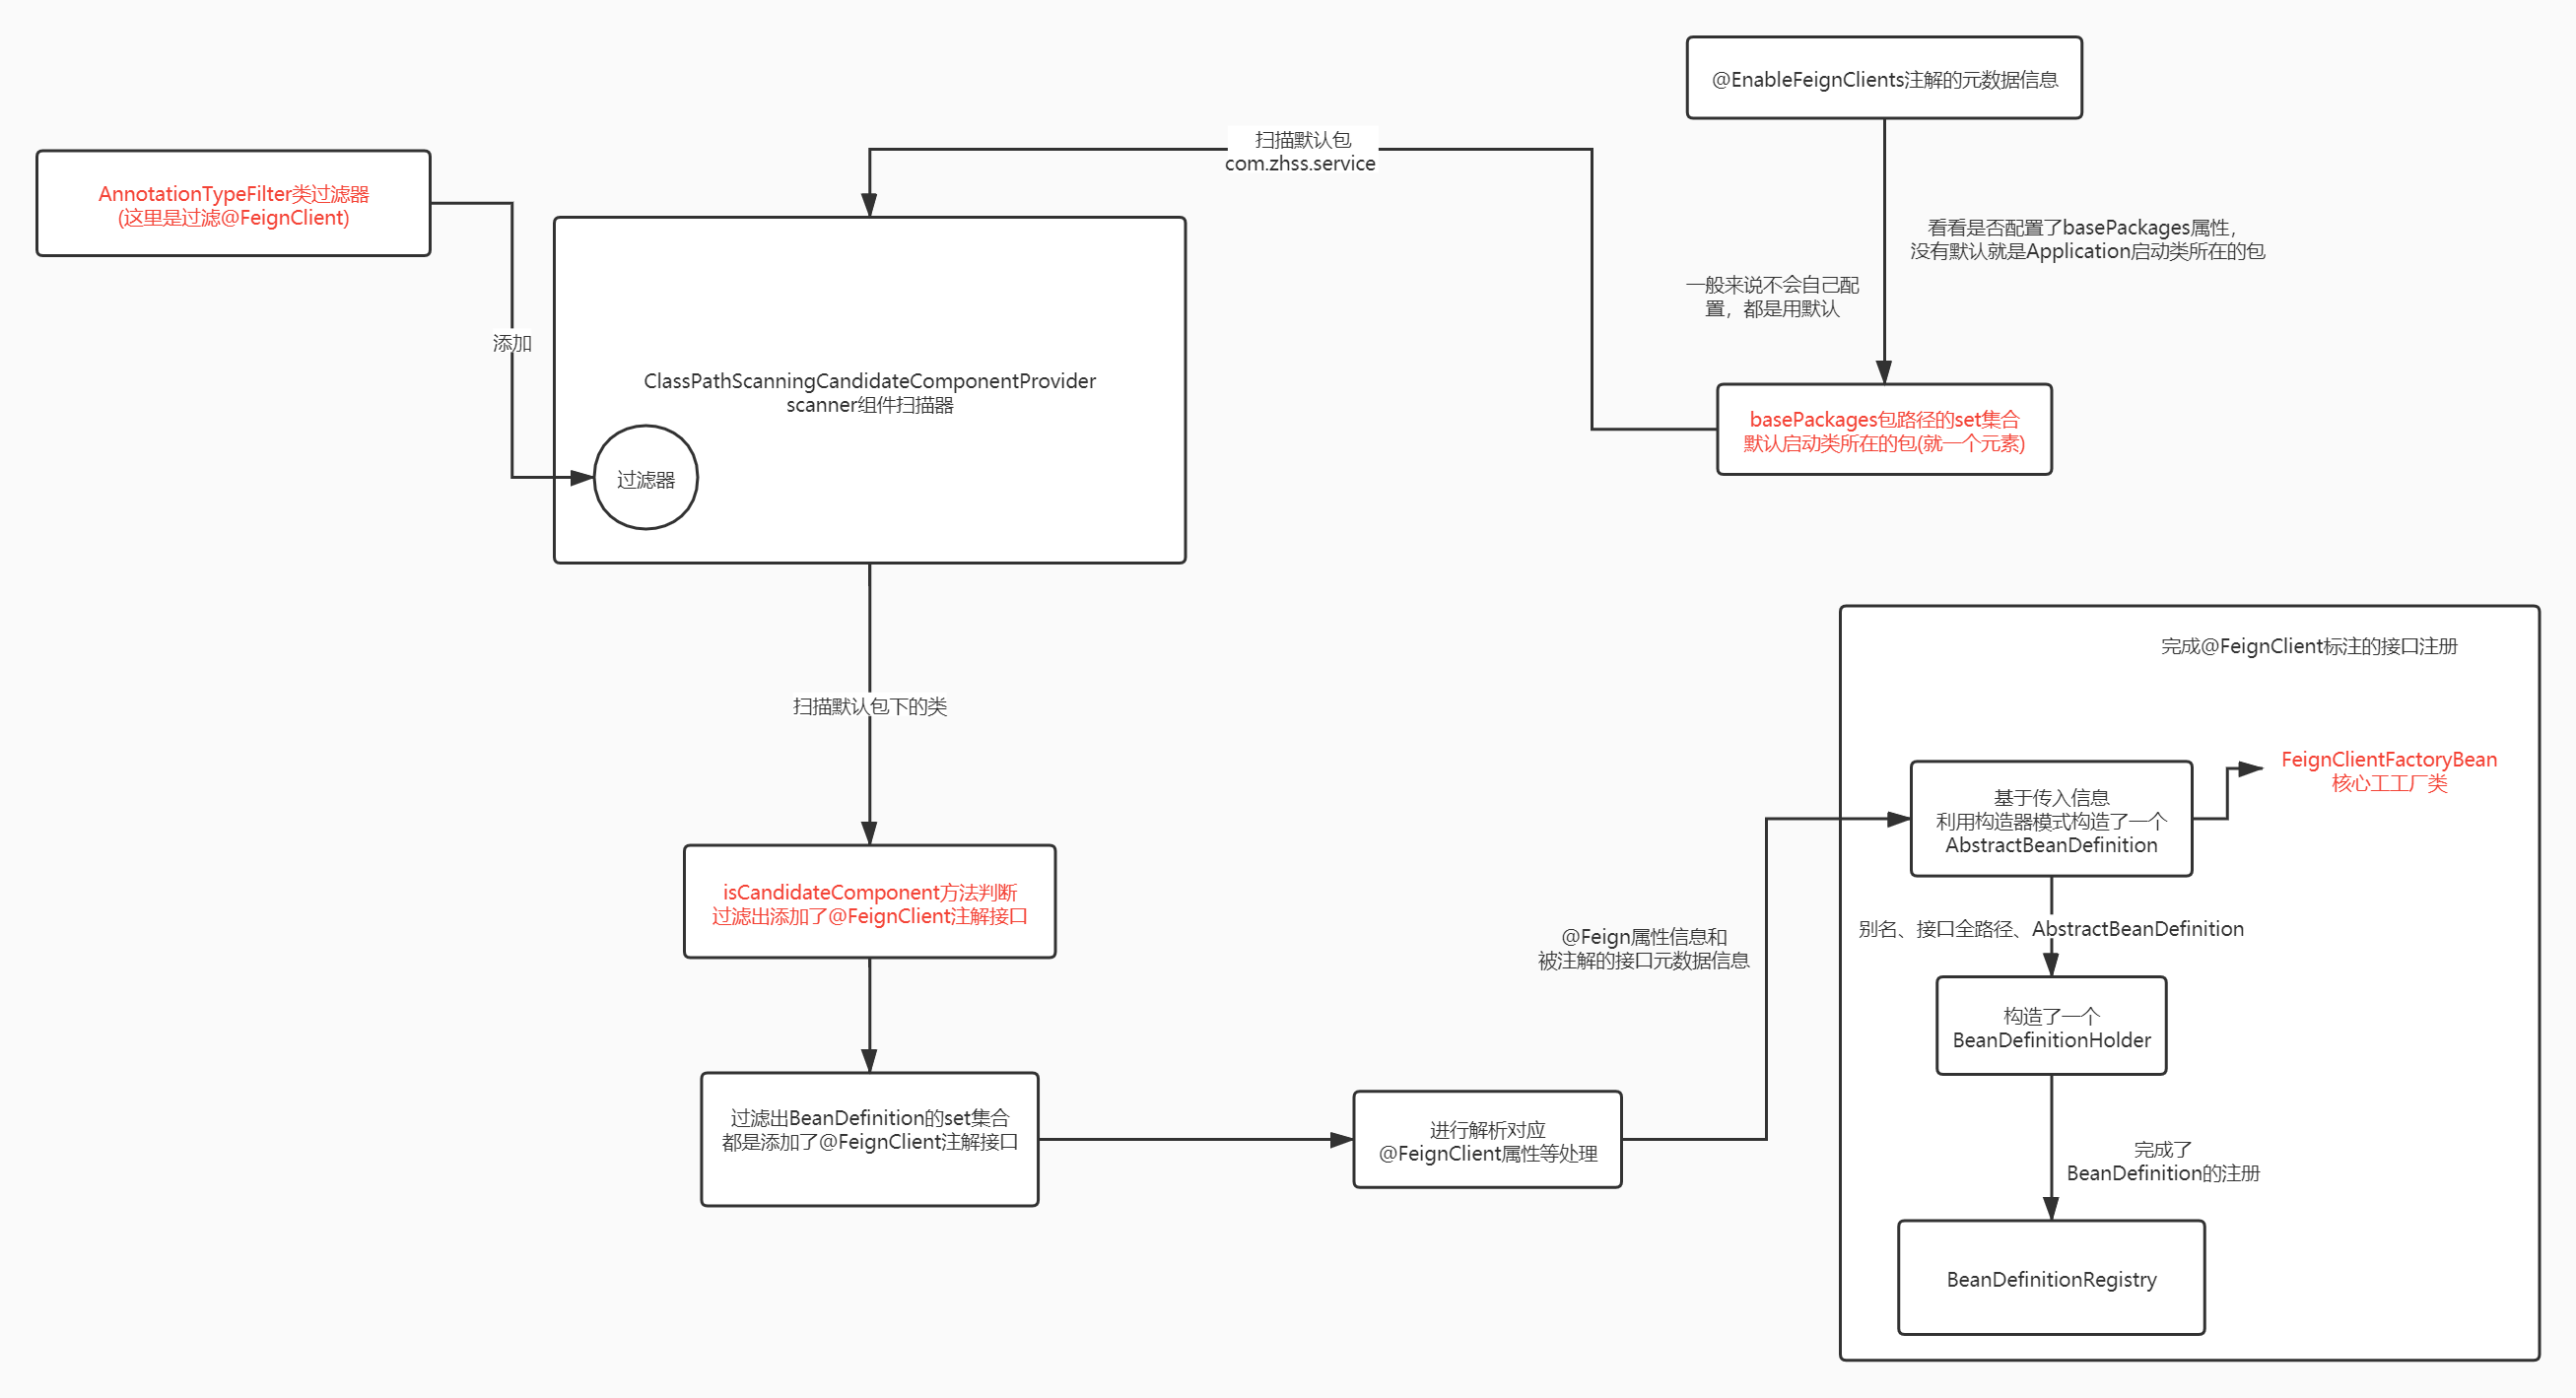 @EnableFeignClients注解的元数据信息
扫描默认包
com.zhss.service
AnnotationTypeFilter类过滤器
(这里是过滤@FeignClient)
看看是否配置了basePackages属性，
没有默认就是Application启动类所在的包
一般来说不会自己配
置，都是用默认
添加
ClassPathScanningCandidateComponentProvider
scanner组件扫描器
过滤器
basePackages包路径的set集合
默认启动类所在的包(就一个元素)
完成@FeignClient标注的接口注册
扫描默认包下的类
FeignClientFactoryBean
核心工工厂类
基于传入信息
利用构造器模式构造了一个
AbstractBeanDefinition
isCandidateComponent方法判断
过滤出添加了@FeignClient注解接口
别名、接口全路径、AbstractBeanDefinition
@Feign属性信息和
被注解的接口元数据信息
构造了一个
BeanDefinitionHolder
过滤出BeanDefinition的set集合
都是添加了@FeignClient注解接口
进行解析对应
@FeignClient属性等处理
完成了
BeanDefinition的注册
BeanDefinitionRegistry